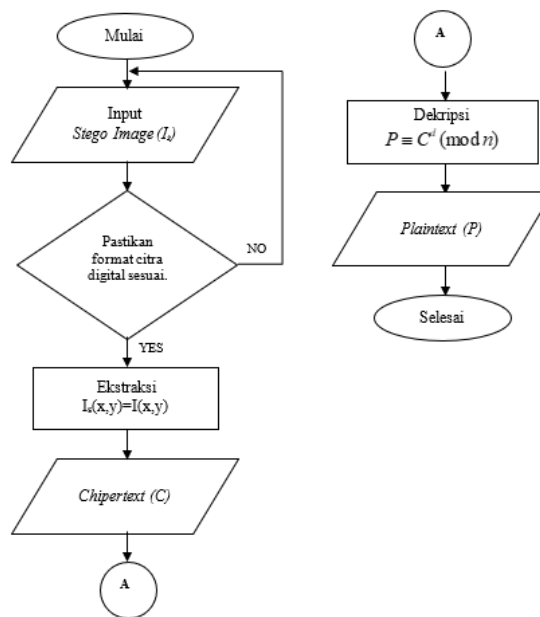 Mulai
Input
Stego Image (Iₛ)
Pastikan
format citra
digital sesuai.
NO
YES
Ekstraksi
Iₛ(x,y)=I(x,y)
Chipertext (C)
A
A
Dekripsi
P ≡ Cᵈ (mod n)
Plaintext (P)
Selesai